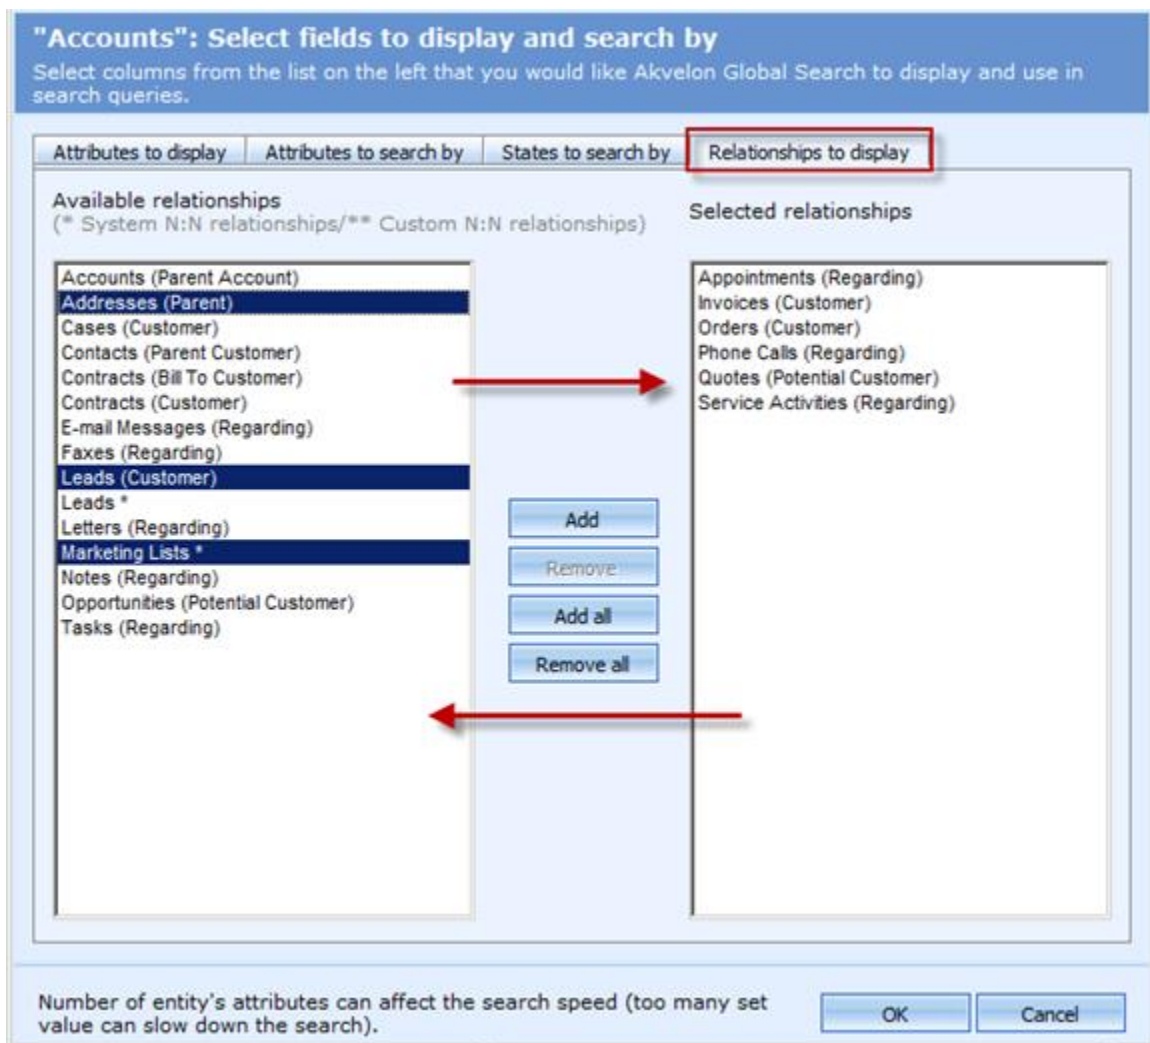 "Accounts": Select fields to display and search by
Select columns from the list on the left that you would like Akvelon Global Search to display and use in
search queries.
Attributes to display
Attributes to search by
States to search by
Relationships to display
Available relationships
(* System N:N relationships/** Custom N:N relationships)
Selected relationships
Accounts (Parent Account)
Addresses (Parent)
Cases (Customer)
Contacts (Parent Customer)
Contracts (Bill To Customer)
Contracts (Customer)
E-mail Messages (Regarding)
Faxes (Regarding)
Leads (Customer)
Leads *
Letters (Regarding)
Marketing Lists *
Notes (Regarding)
Opportunities (Potential Customer)
Tasks (Regarding)
Add
Remove
Add all
Remove all
Appointments (Regarding)
Invoices (Customer)
Orders (Customer)
Phone Calls (Regarding)
Quotes (Potential Customer)
Service Activities (Regarding)
Number of entity's attributes can affect the search speed (too many set
value can slow down the search).
OK
Cancel